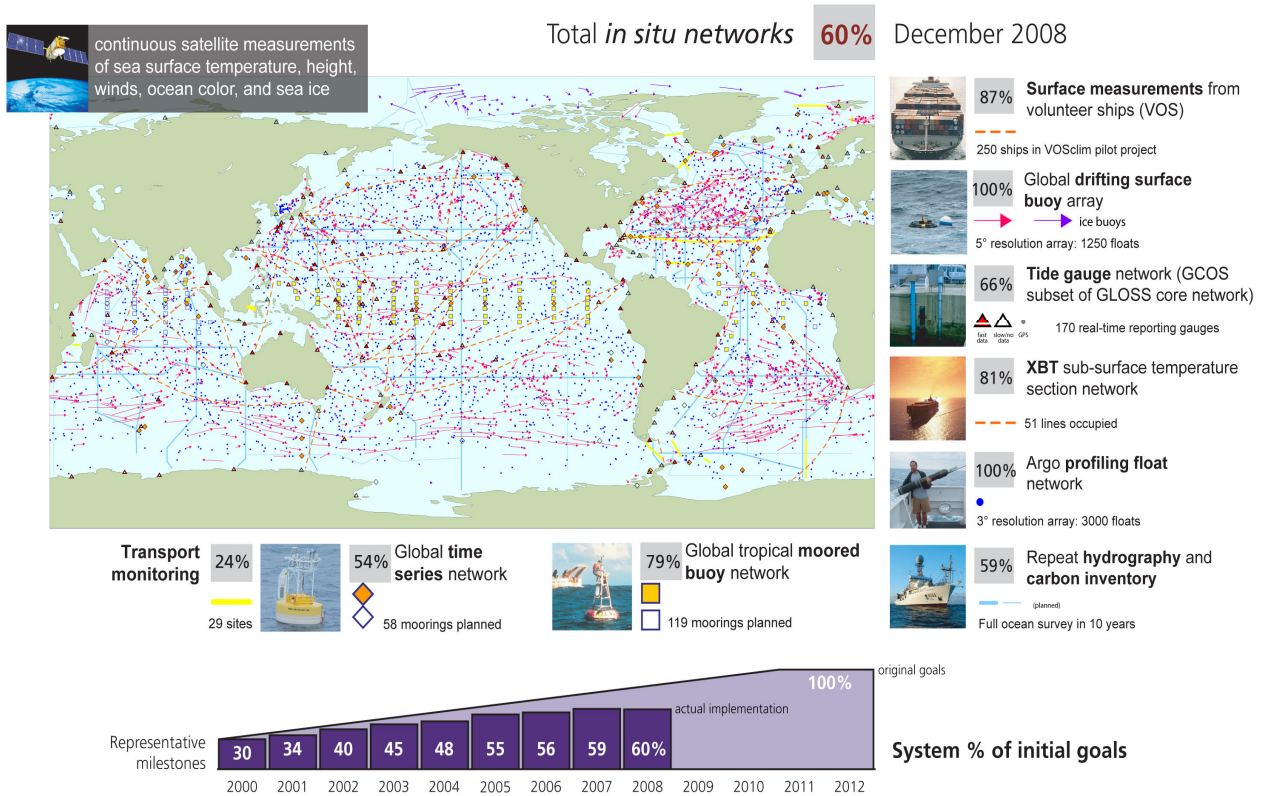 Total in situ networks 60% December 2008
continuous satellite measurements
of sea surface temperature, height,
winds, ocean color, and sea ice
87%
Surface measurements from
volunteer ships (VOS)
250 ships in VOSclim pilot project
100%
Global drifting surface
buoy array
ice buoys
5° resolution array: 1250 floats
66%
Tide gauge network (GCOS
subset of GLOSS core network)
fast
data
slow/no
data
GPS
170 real-time reporting gauges
81%
XBT sub-surface temperature
section network
51 lines occupied
100%
Argo profiling float
network
3° resolution array: 3000 floats
59%
Repeat hydrography and
carbon inventory
(planned)
Full ocean survey in 10 years
Transport
monitoring
24%
29 sites
54%
Global time
series network
58 moorings planned
79%
Global tropical moored
buoy network
119 moorings planned
original goals
100%
actual implementation
Representative
milestones
30 34 40 45 48 55 56 59 60%
System % of initial goals
2000 2001 2002 2003 2004 2005 2006 2007 2008 2009 2010 2011 2012